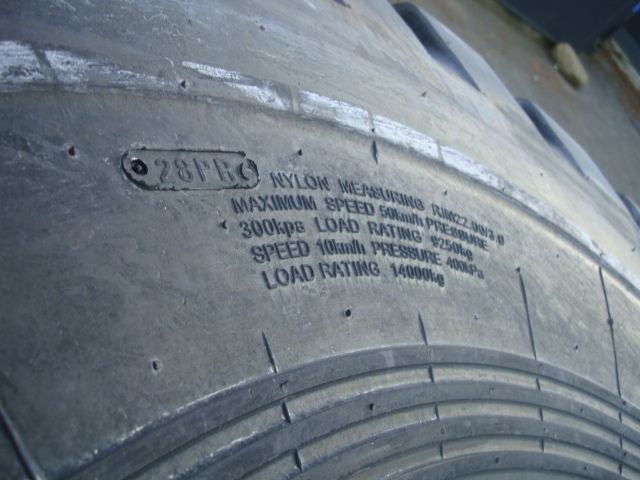 28PR
NYLON MEASURING RIM22.00/3.0
MAXIMUM SPEED 50km/h PRESSURE
300kpa LOAD RATING 9250kg
SPEED 10km/h PRESSURE 400kPa
LOAD RATING 14000kg